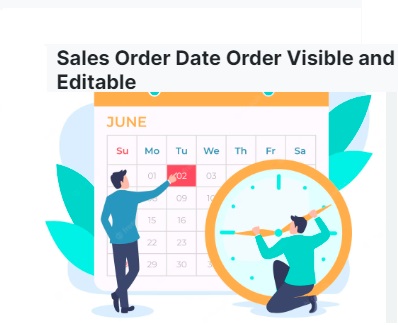 Sales Order Date Order Visible and
Editable
JUNE
Su Mo Tu We Th Fr Sa
01 02 03
09 10
15 16
22 23
29 30